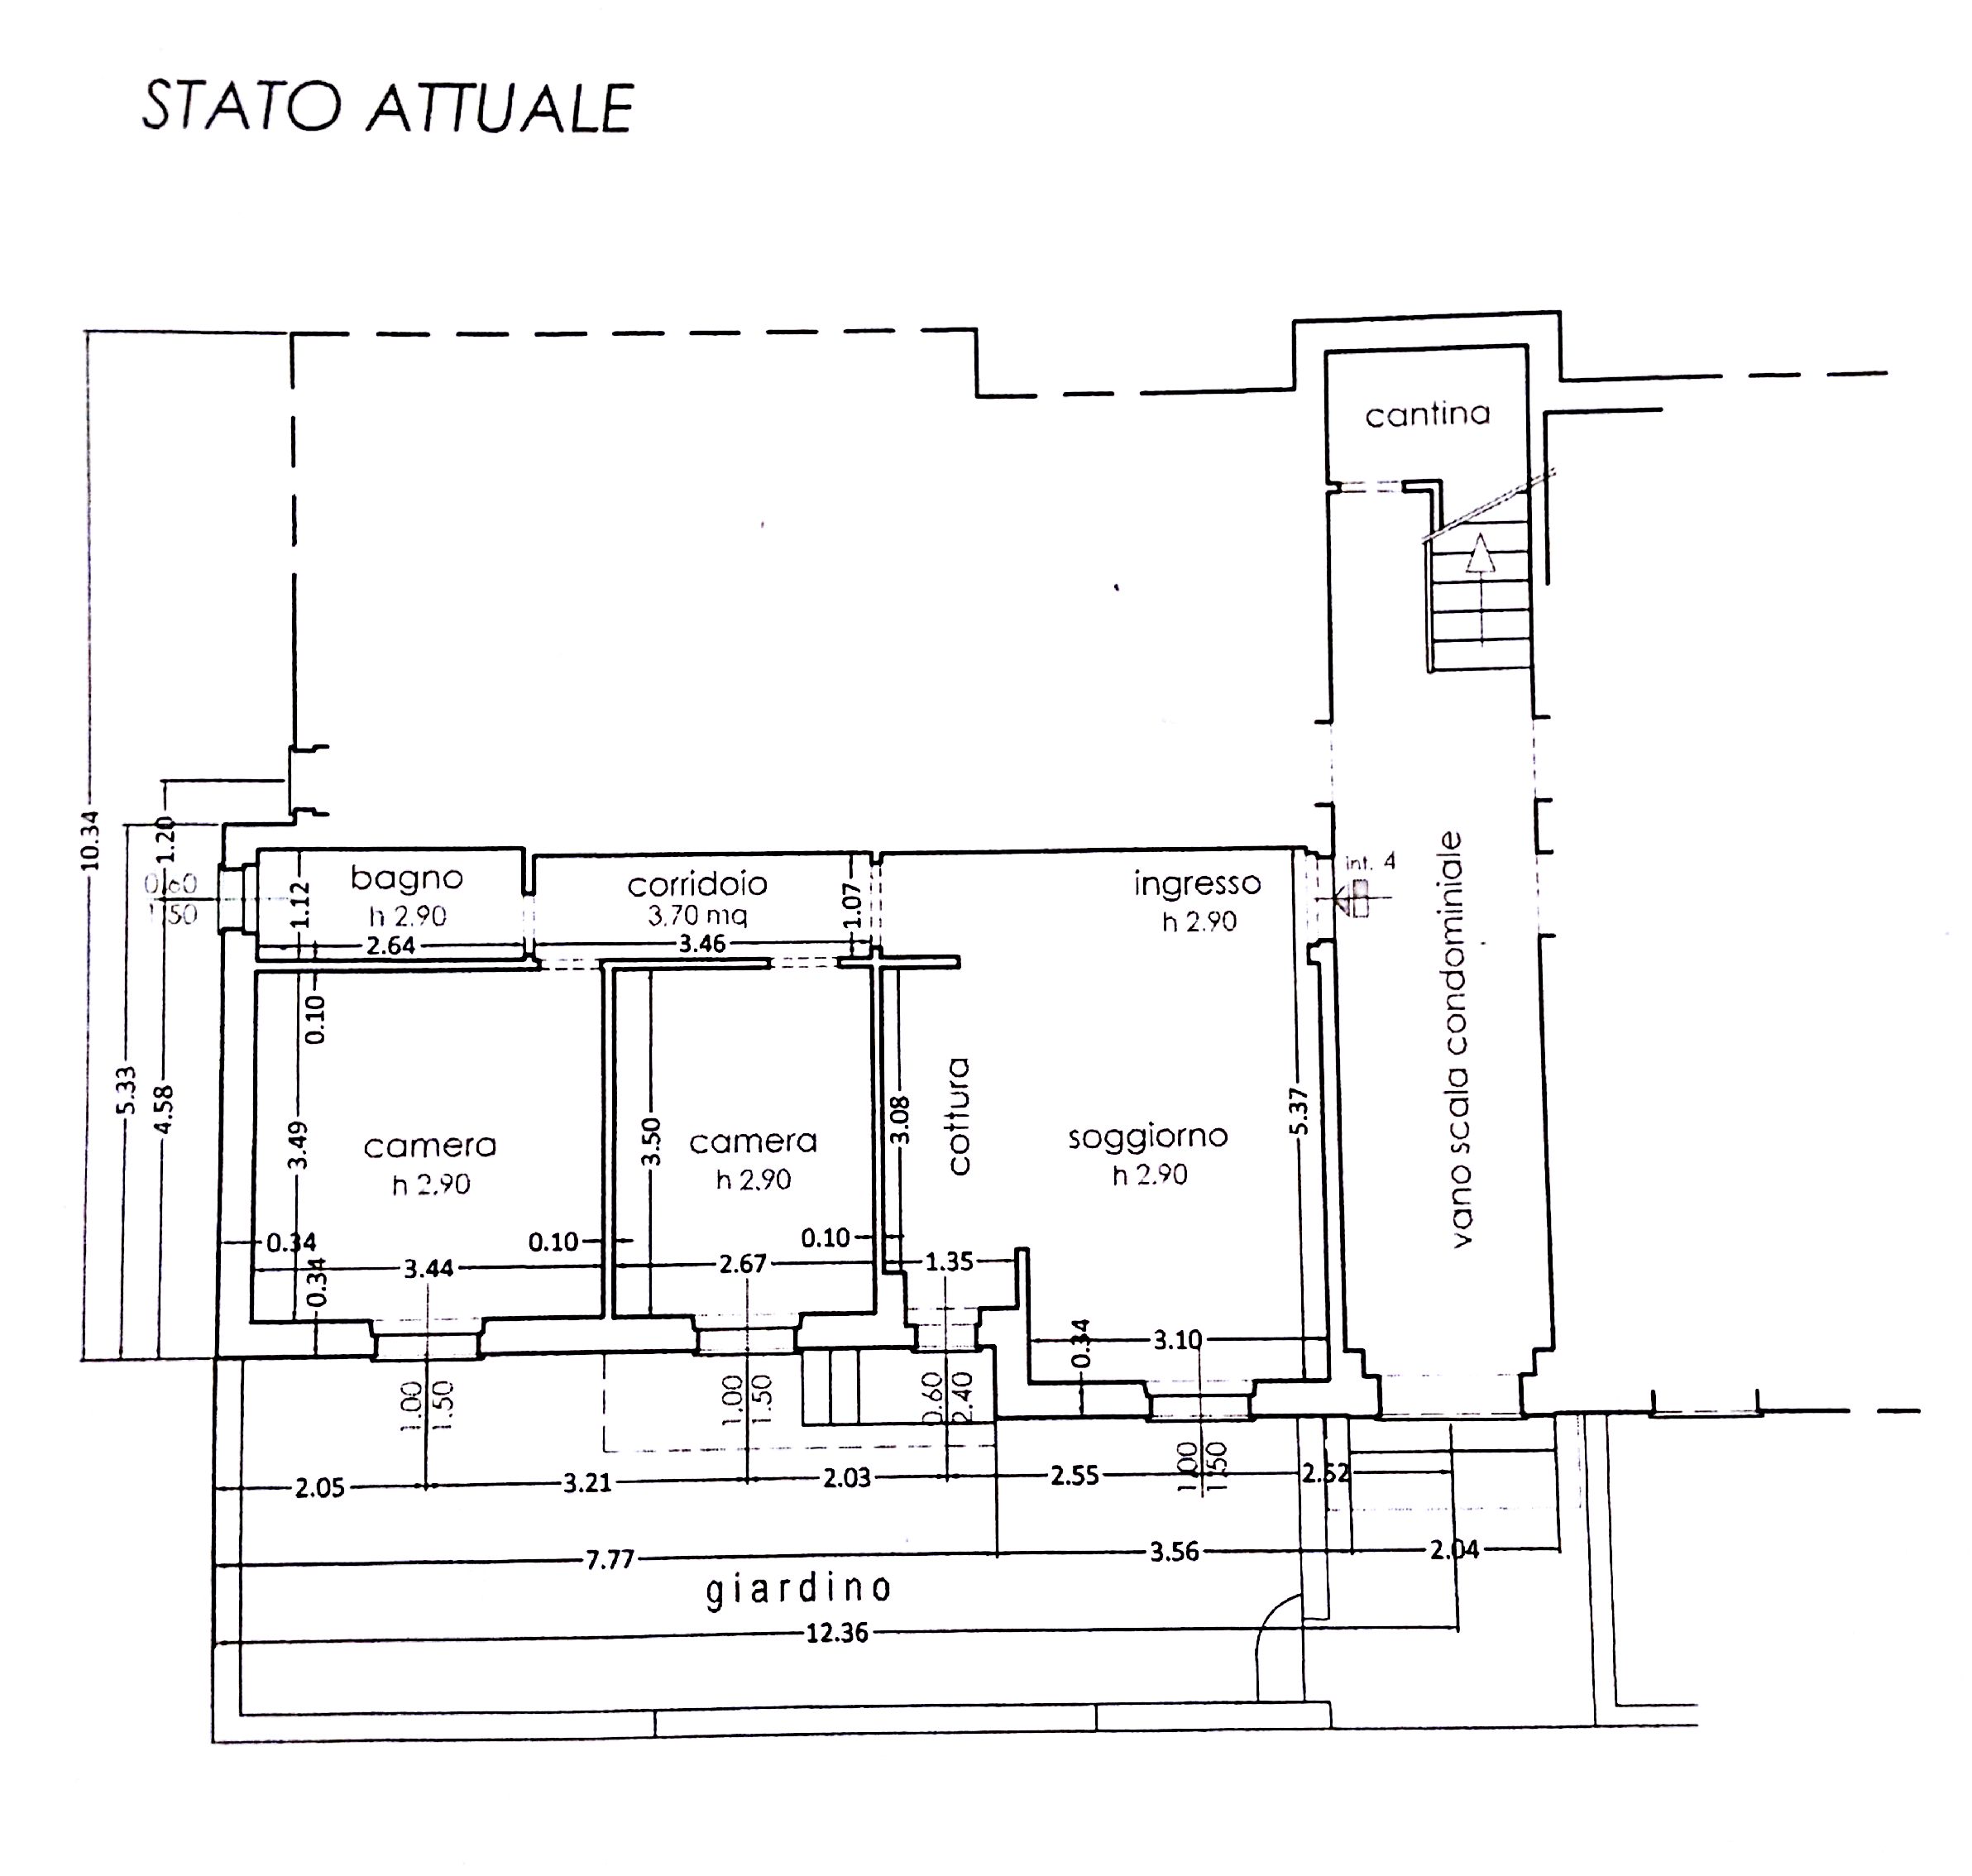 STATO ATTUALE
cantina
10.34
1.20
5.33
4.58
0.60
1.50
bagno
h 2.90
1.12
2.64
corridoio
3.70 mq
1.07
3.46
ingresso
h 2.90
int. 4
vano scala condominiale
0.10
3.49
camera
h 2.90
0.34
0.34
3.44
0.10
3.50
camera
h 2.90
0.10
2.67
3.08
cottura
1.35
soggiorno
h 2.90
5.37
0.34
3.10
1.00
1.50
1.00
1.50
0.60
2.40
1.00
1.50
2.05
3.21
2.03
2.55
2.52
7.77
3.56
2.04
giardino
12.36